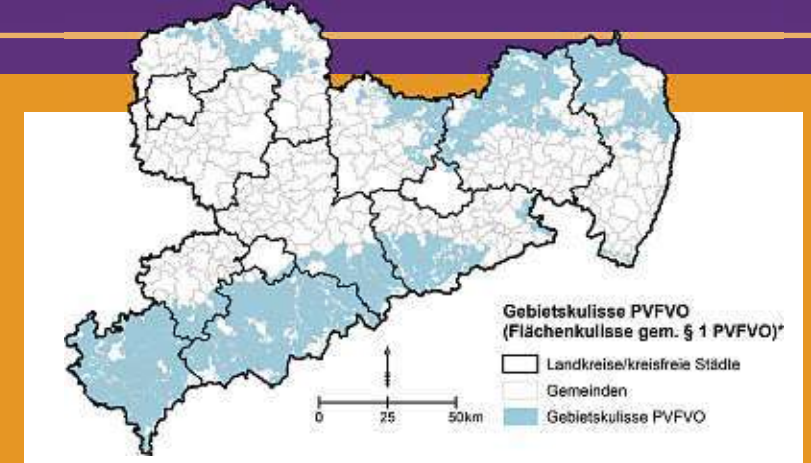 Gebietskulisse PVFVO
(Flächenkulisse gem. § 1 PVFVO)*
Landkreise/kreisfreie Städte
Gemeinden
Gebietskulisse PVFVO
0 25 50km